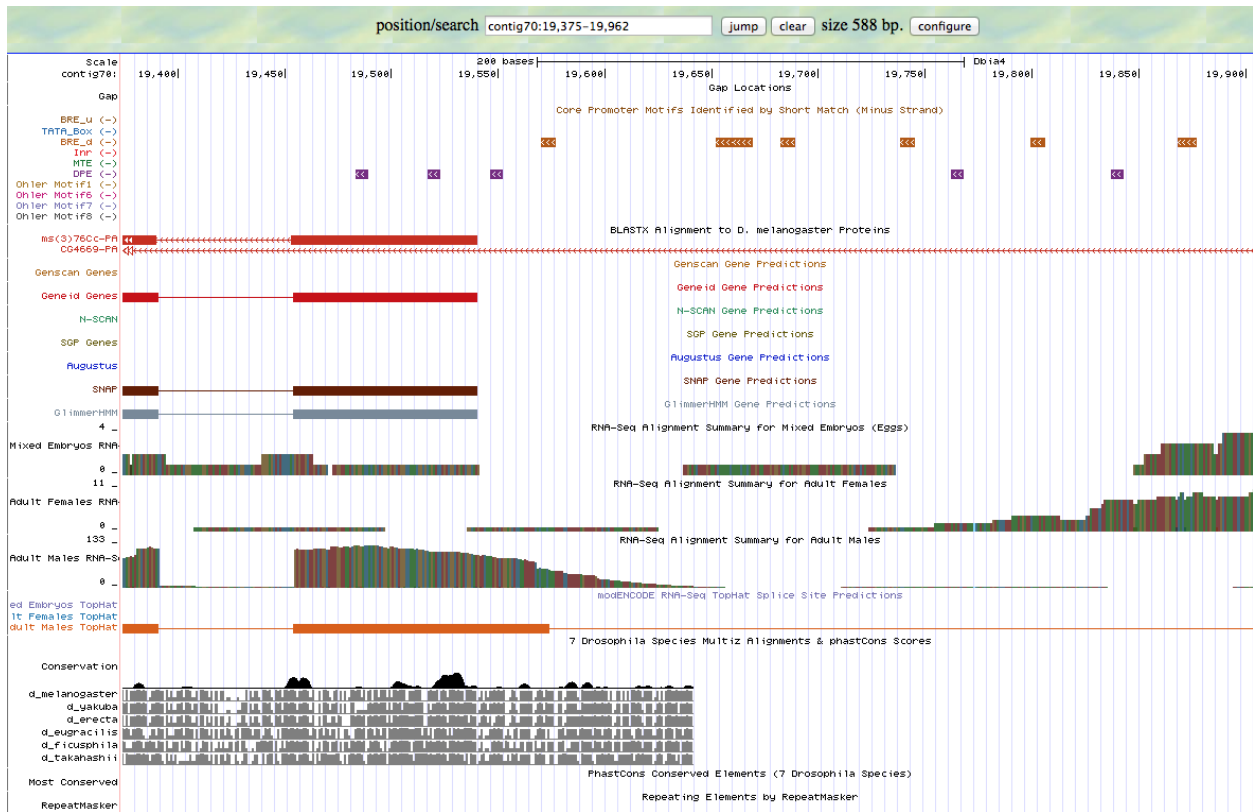 position/search contig70:19,375-19,962 jump clear size 588 bp. configure
Scale 200 bases Dbia4
contig70: 19,400 19,450 19,500 19,550 19,600 19,650 19,700 19,750 19,800 19,850 19,900
Gap Locations
Gap
Core Promoter Motifs Identified by Short Match (Minus Strand)
BRE_u (-)
TATA_Box (-)
BRE_d (-)
Inr (-)
MTE (-)
DPE (-)
Ohler Motif1 (-)
Ohler Motif6 (-)
Ohler Motif7 (-)
Ohler Motif8 (-)
BLASTX Alignment to D. melanogaster Proteins
ms(3)76Cc-PA
CG4669-PA
Genscan Gene Predictions
Genscan Genes
Geneid Gene Predictions
Geneid Genes
N-SCAN Gene Predictions
N-SCAN
SGP Gene Predictions
SGP Genes
Augustus Gene Predictions
Augustus
SNAP Gene Predictions
SNAP
GlimmerHMM Gene Predictions
GlimmerHMM
RNA-Seq Alignment Summary for Mixed Embryos (Eggs)
4 _
Mixed Embryos RNA-
0 _
RNA-Seq Alignment Summary for Adult Females
11 _
Adult Females RNA
0 _
RNA-Seq Alignment Summary for Adult Males
133 _
Adult Males RNA-S
0 _
modENCODE RNA-Seq TopHat Splice Site Predictions
ed Embryos TopHat
lt Females TopHat
dult Males TopHat
7 Drosophila Species Multiz Alignments & phastCons Scores
Conservation
d_melanogaster
d_yakuba
d_erecta
d_eugracilis
d_ficusphila
d_takahashii
PhastCons Conserved Elements (7 Drosophila Species)
Most Conserved
Repeating Elements by RepeatMasker
RepeatMasker